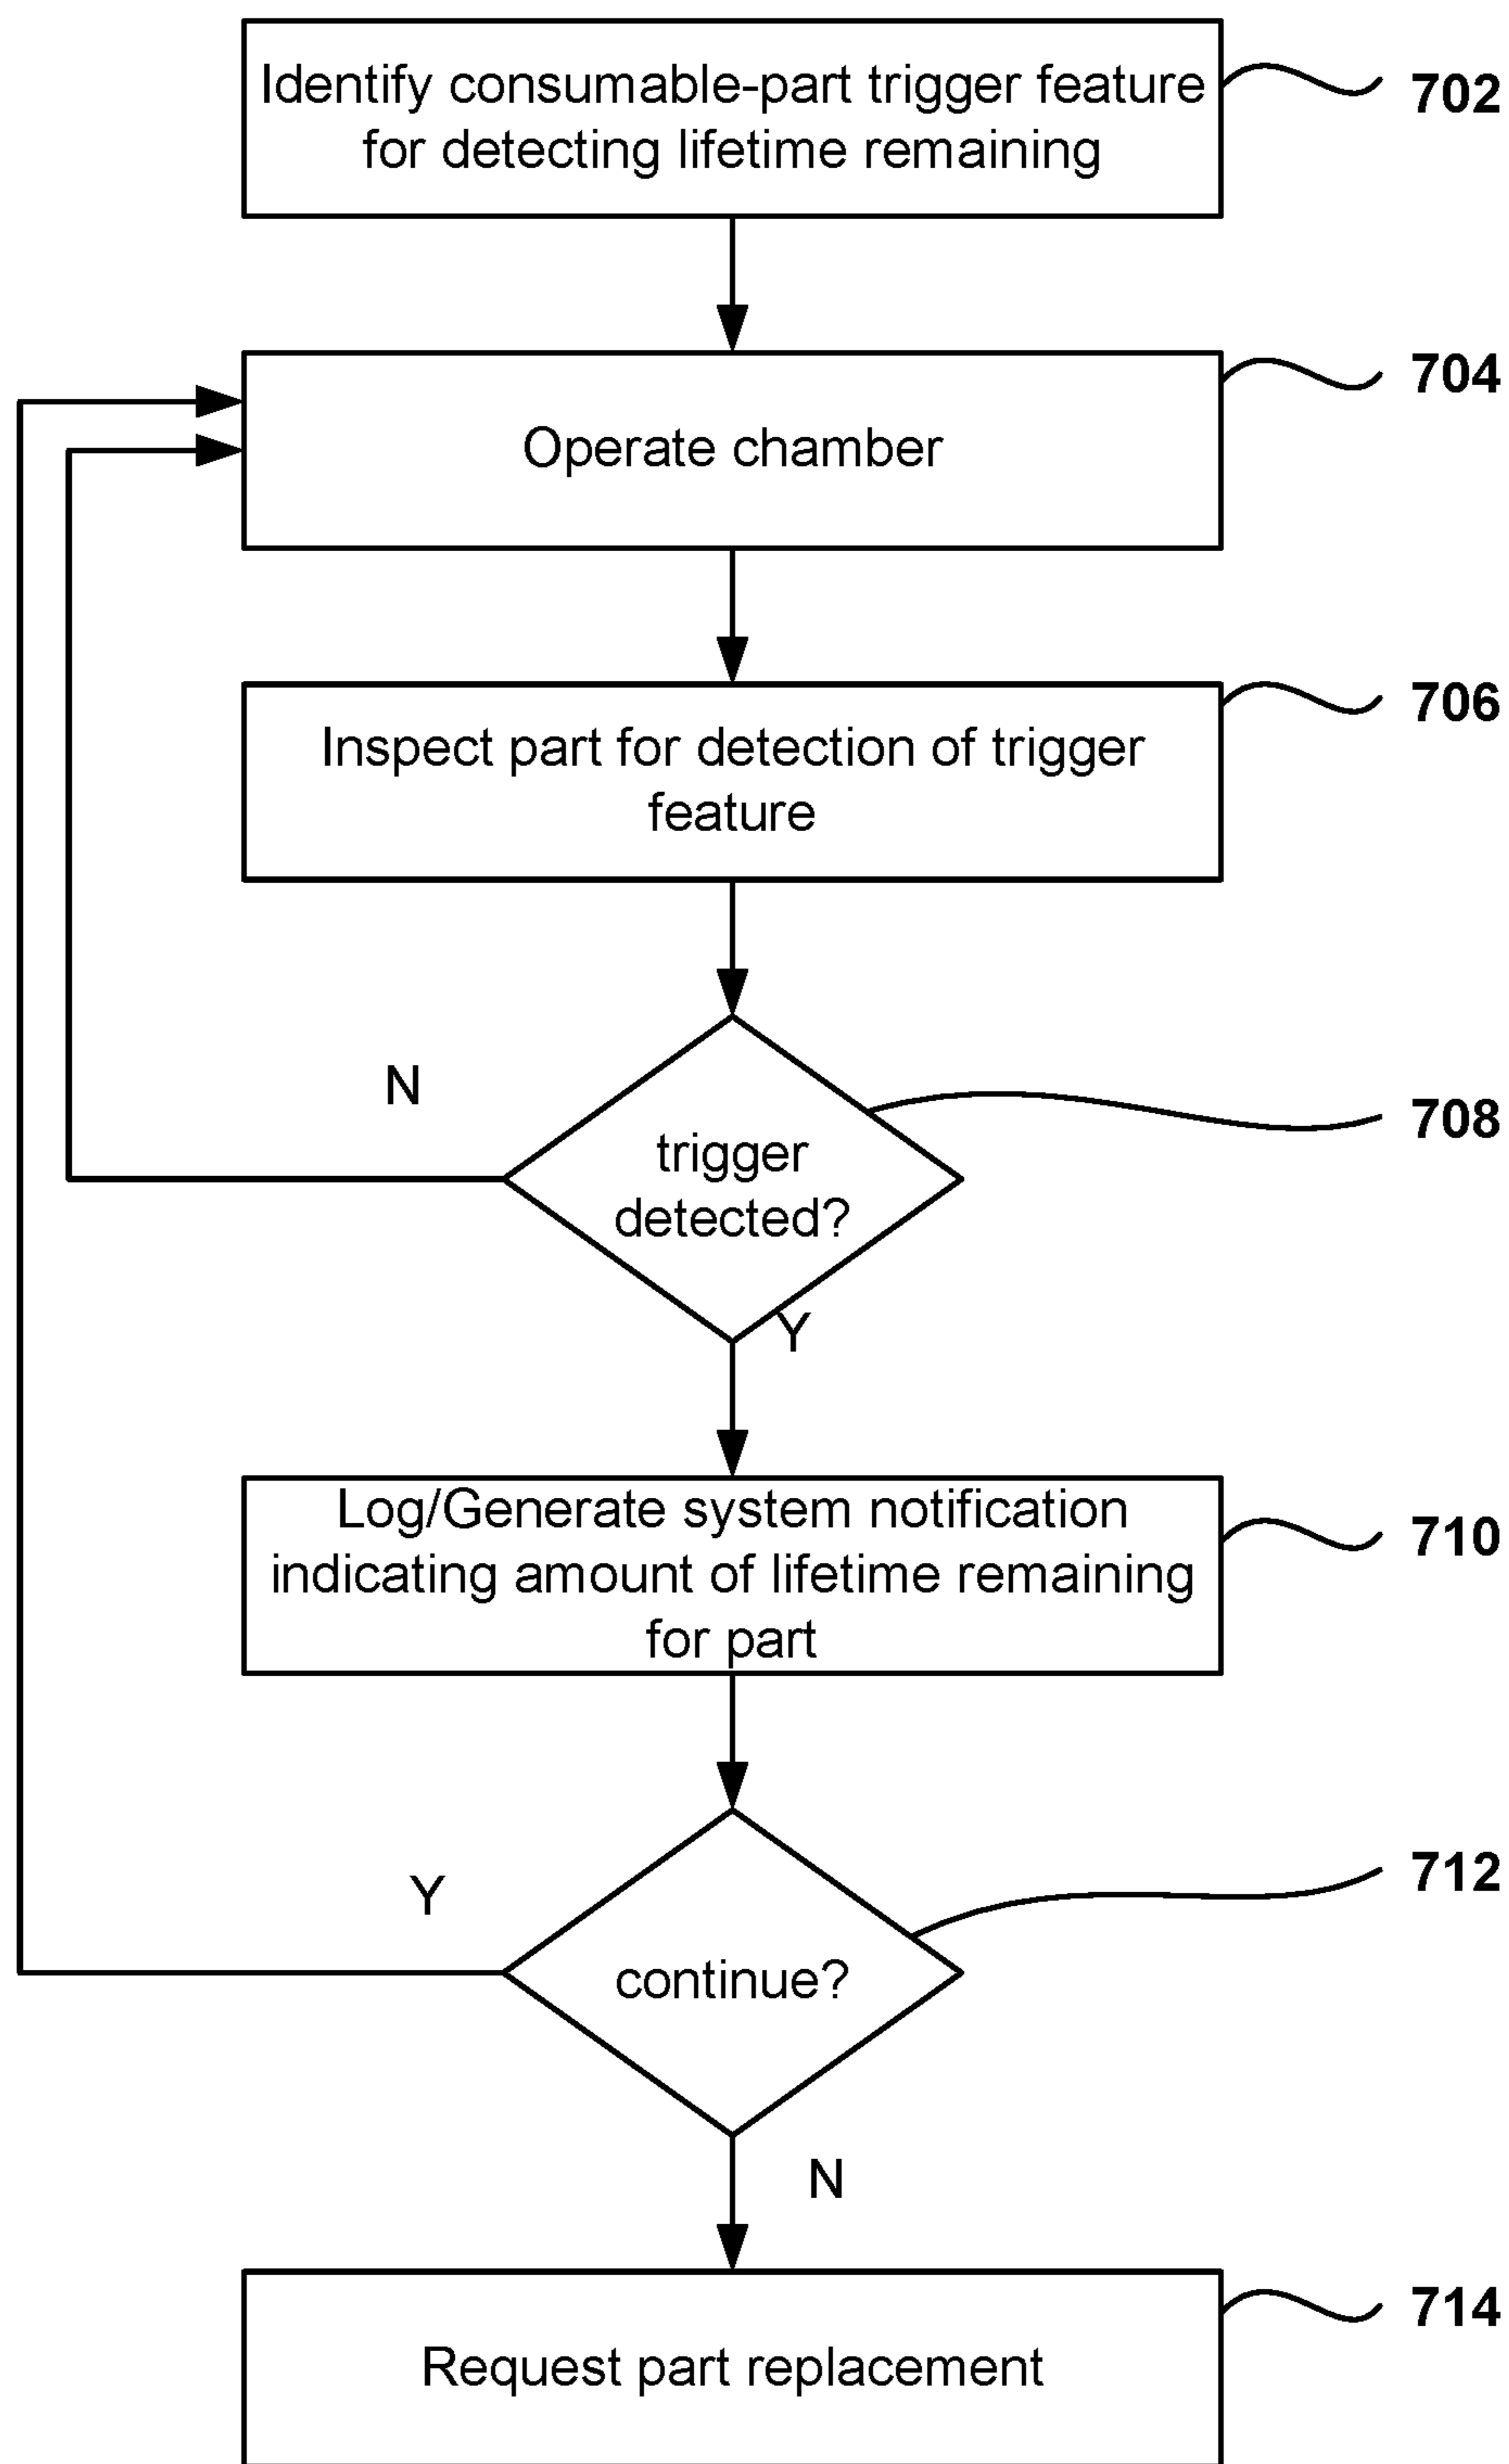 Identify consumable-part trigger feature
for detecting lifetime remaining
702
Operate chamber
704
Inspect part for detection of trigger
feature
706
N
trigger
detected?
708
Y
Log/Generate system notification
indicating amount of lifetime remaining
for part
710
Y
continue?
712
N
Request part replacement
714